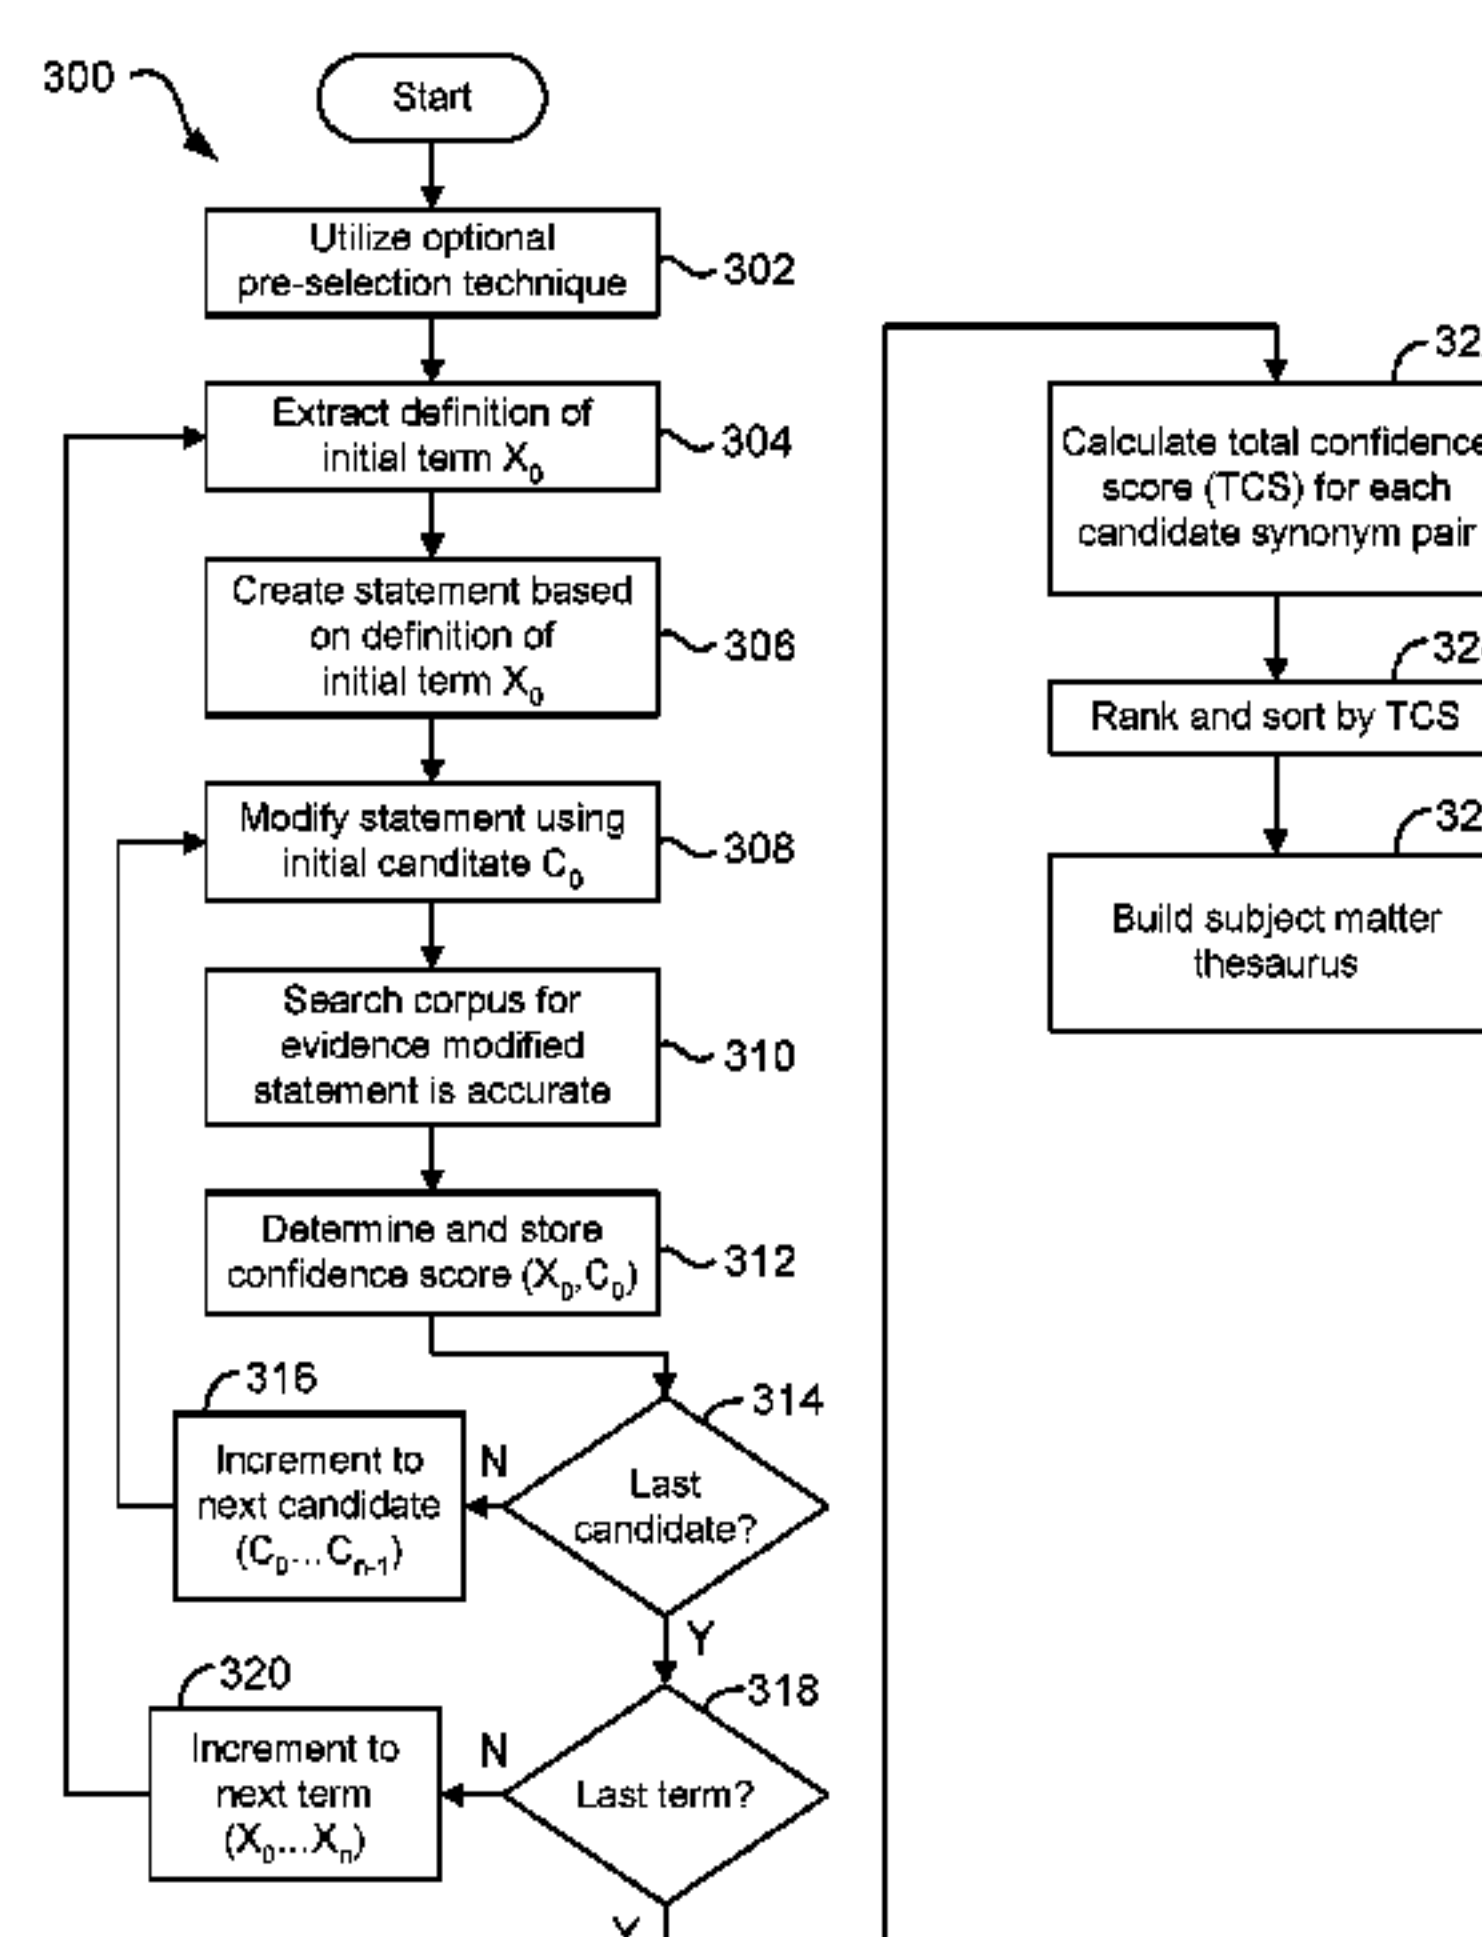 300
Start
Utilize optional
pre-selection technique
302
Extract definition of
initial term X₀
304
Create statement based
on definition of
initial term X₀
306
Modify statement using
initial canditate C₀
308
Search corpus for
evidence modified
statement is accurate
310
Determine and store
confidence score (X₀,C₀)
312
314
Last
candidate?
N
Y
316
Increment to
next candidate
(C₀...Cₙ₋₁)
318
Last term?
N
Y
320
Increment to
next term
(X₀...Xₙ)
Calculate total confidence
score (TCS) for each
candidate synonym pair
Rank and sort by TCS
Build subject matter
thesaurus